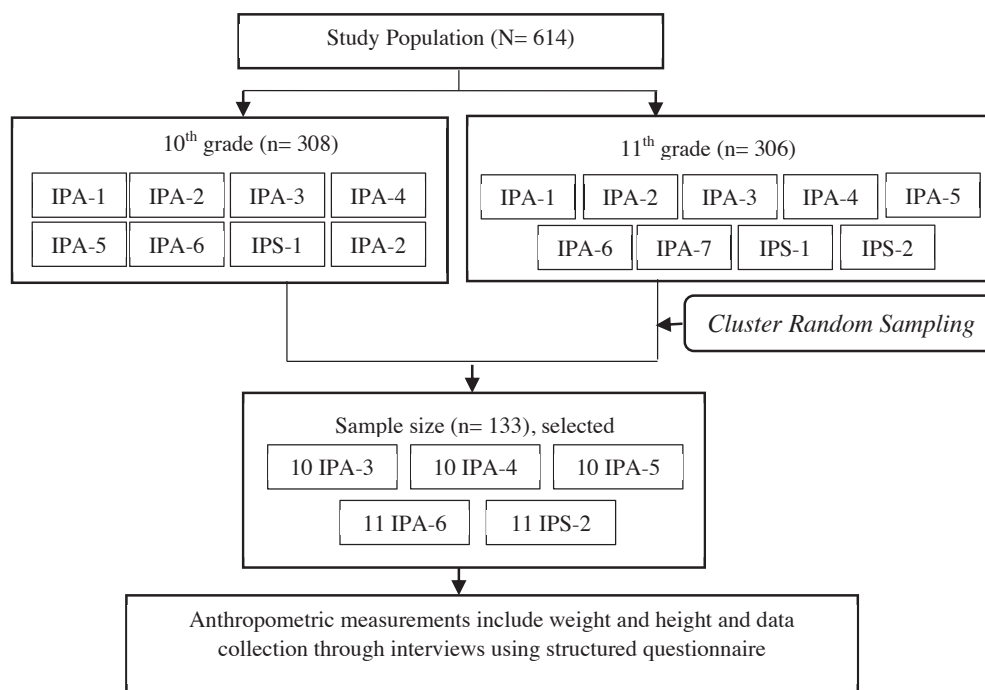 Study Population (N= 614)
10th grade (n= 308)
IPA-1 IPA-2 IPA-3 IPA-4
IPA-5 IPA-6 IPS-1 IPA-2
11th grade (n= 306)
IPA-1 IPA-2 IPA-3 IPA-4 IPA-5
IPA-6 IPA-7 IPS-1 IPS-2
Cluster Random Sampling
Sample size (n= 133), selected
10 IPA-3 10 IPA-4 10 IPA-5
11 IPA-6 11 IPS-2
Anthropometric measurements include weight and height and data
collection through interviews using structured questionnaire